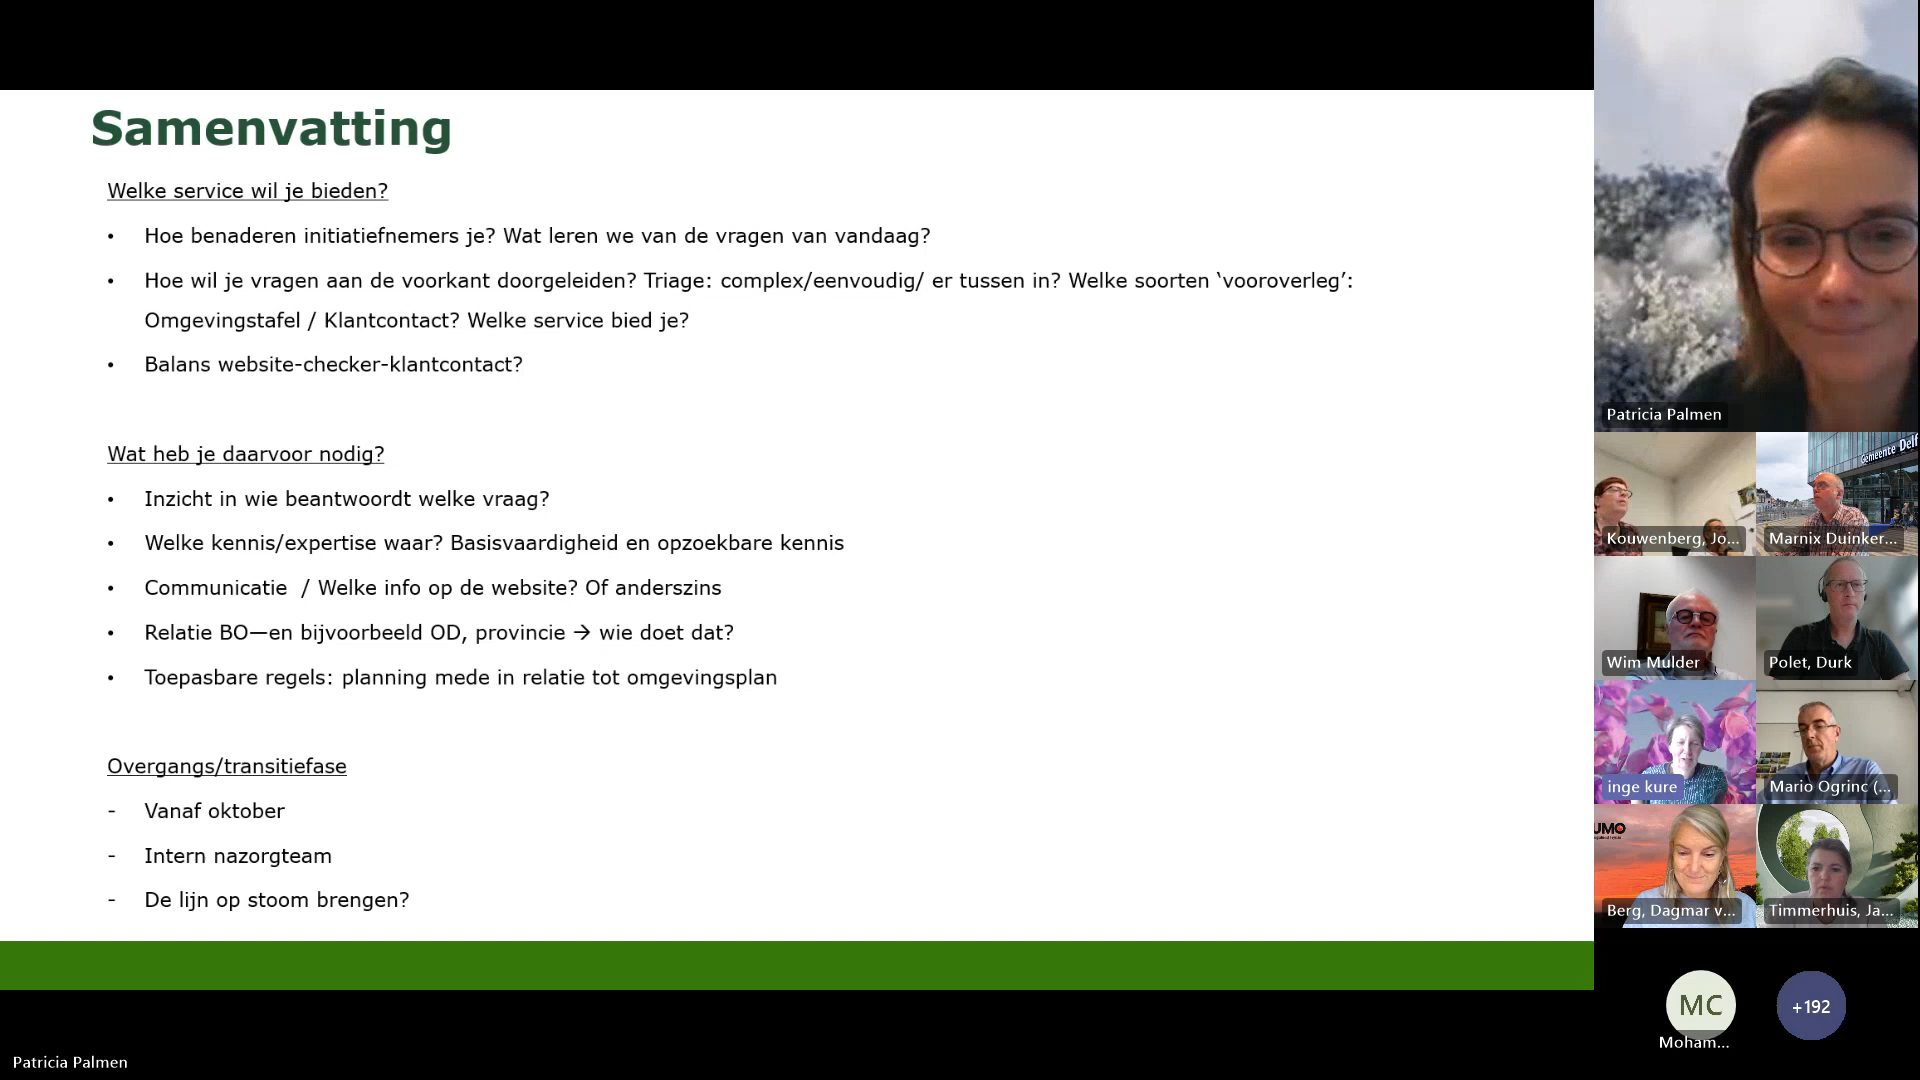 Samenvatting
Welke service wil je bieden?
• Hoe benaderen initiatiefnemers je? Wat leren we van de vragen van vandaag?
• Hoe wil je vragen aan de voorkant doorgeleiden? Triage: complex/eenvoudig/ er tussen in? Welke soorten ‘vooroverleg’:
Omgevingstafel / Klantcontact? Welke service bied je?
• Balans website-checker-klantcontact?
Wat heb je daarvoor nodig?
• Inzicht in wie beantwoordt welke vraag?
• Welke kennis/expertise waar? Basisvaardigheid en opzoekbare kennis
• Communicatie  / Welke info op de website? Of anderszins
• Relatie BO—en bijvoorbeeld OD, provincie → wie doet dat?
• Toepasbare regels: planning mede in relatie tot omgevingsplan
Overgangs/transitiefase
- Vanaf oktober
- Intern nazorgteam
- De lijn op stoom brengen?
Patricia Palmen
Patricia Palmen
Gemeente Delf
Kouwenberg, Jo...
Marnix Duinker...
Wim Mulder
Polet, Durk
inge kure
Mario Ogrinc (...
UMO
Berg, Dagmar v...
Timmerhuis, Ja...
MC
+192
Moham...